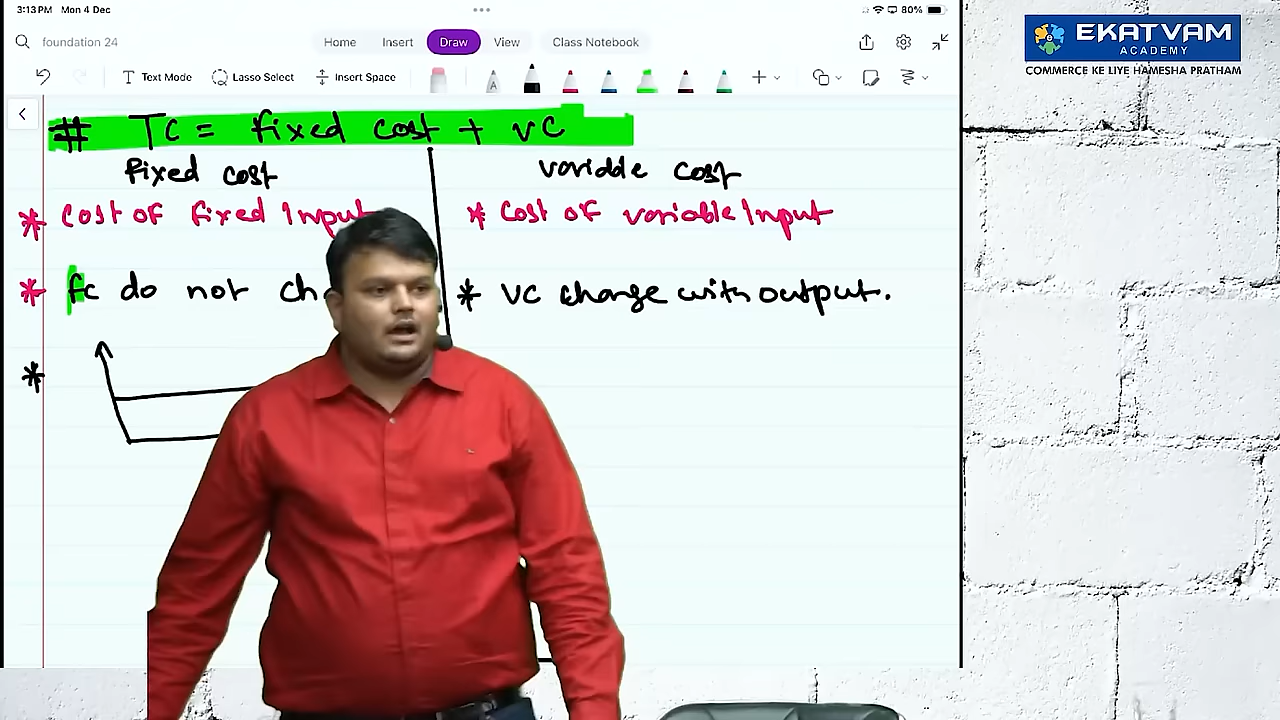 3:13 PM Mon 4 Dec
80%
foundation 24
Home Insert Draw View Class Notebook
Text Mode Lasso Select Insert Space
# TC = fixed cost + VC
fixed cost
variable cost
* cost of fixed Input
* cost of variable Input
* fc do not ch
* VC change with output.
*
EKATVAM
ACADEMY
COMMERCE KE LIYE HAMESHA PRATHAM